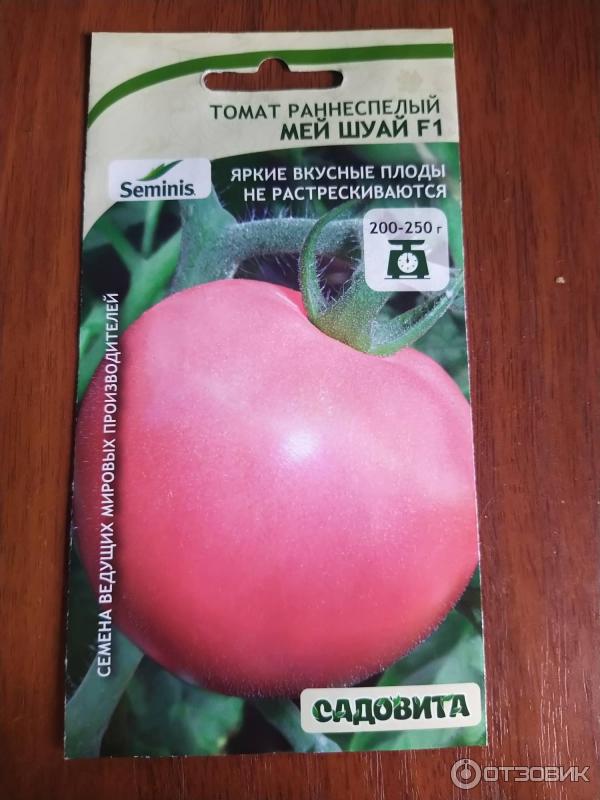 ТОМАТ РАННЕСПЕЛЫЙ
МЕЙ ШУАЙ F1
Seminis
ЯРКИЕ ВКУСНЫЕ ПЛОДЫ
НЕ РАСТРЕСКИВАЮТСЯ
200-250 г
СЕМЕНА ВЕДУЩИХ МИРОВЫХ ПРОИЗВОДИТЕЛЕЙ
САДОВИТА
ОТЗОВИК